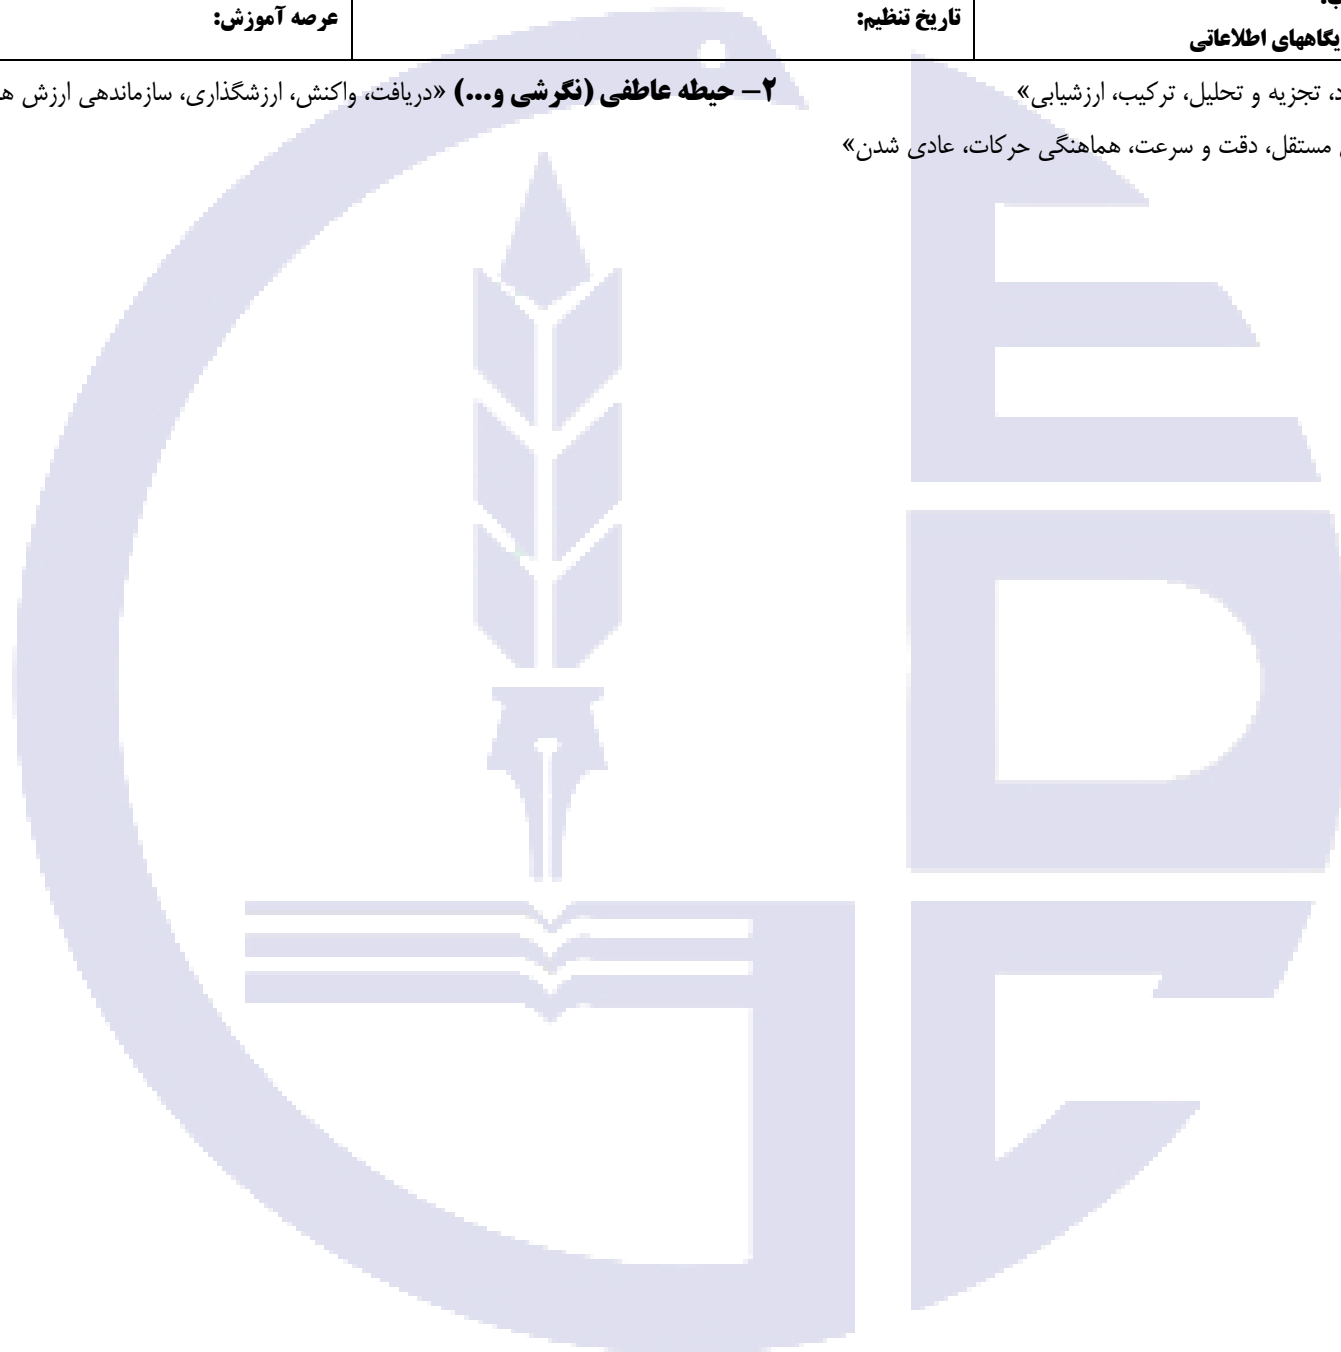 تاریخ تنظیم:
عرصه آموزش:
یگاههای اطلاعاتی
د، تجزیه و تحلیل، ترکیب، ارزشیابی»
۲- حیطه عاطفی (نگرشی و...) «دریافت، واکنش، ارزشگذاری، سازماندهی ارزش ه
مستقل، دقت و سرعت، هماهنگی حرکات، عادی شدن»